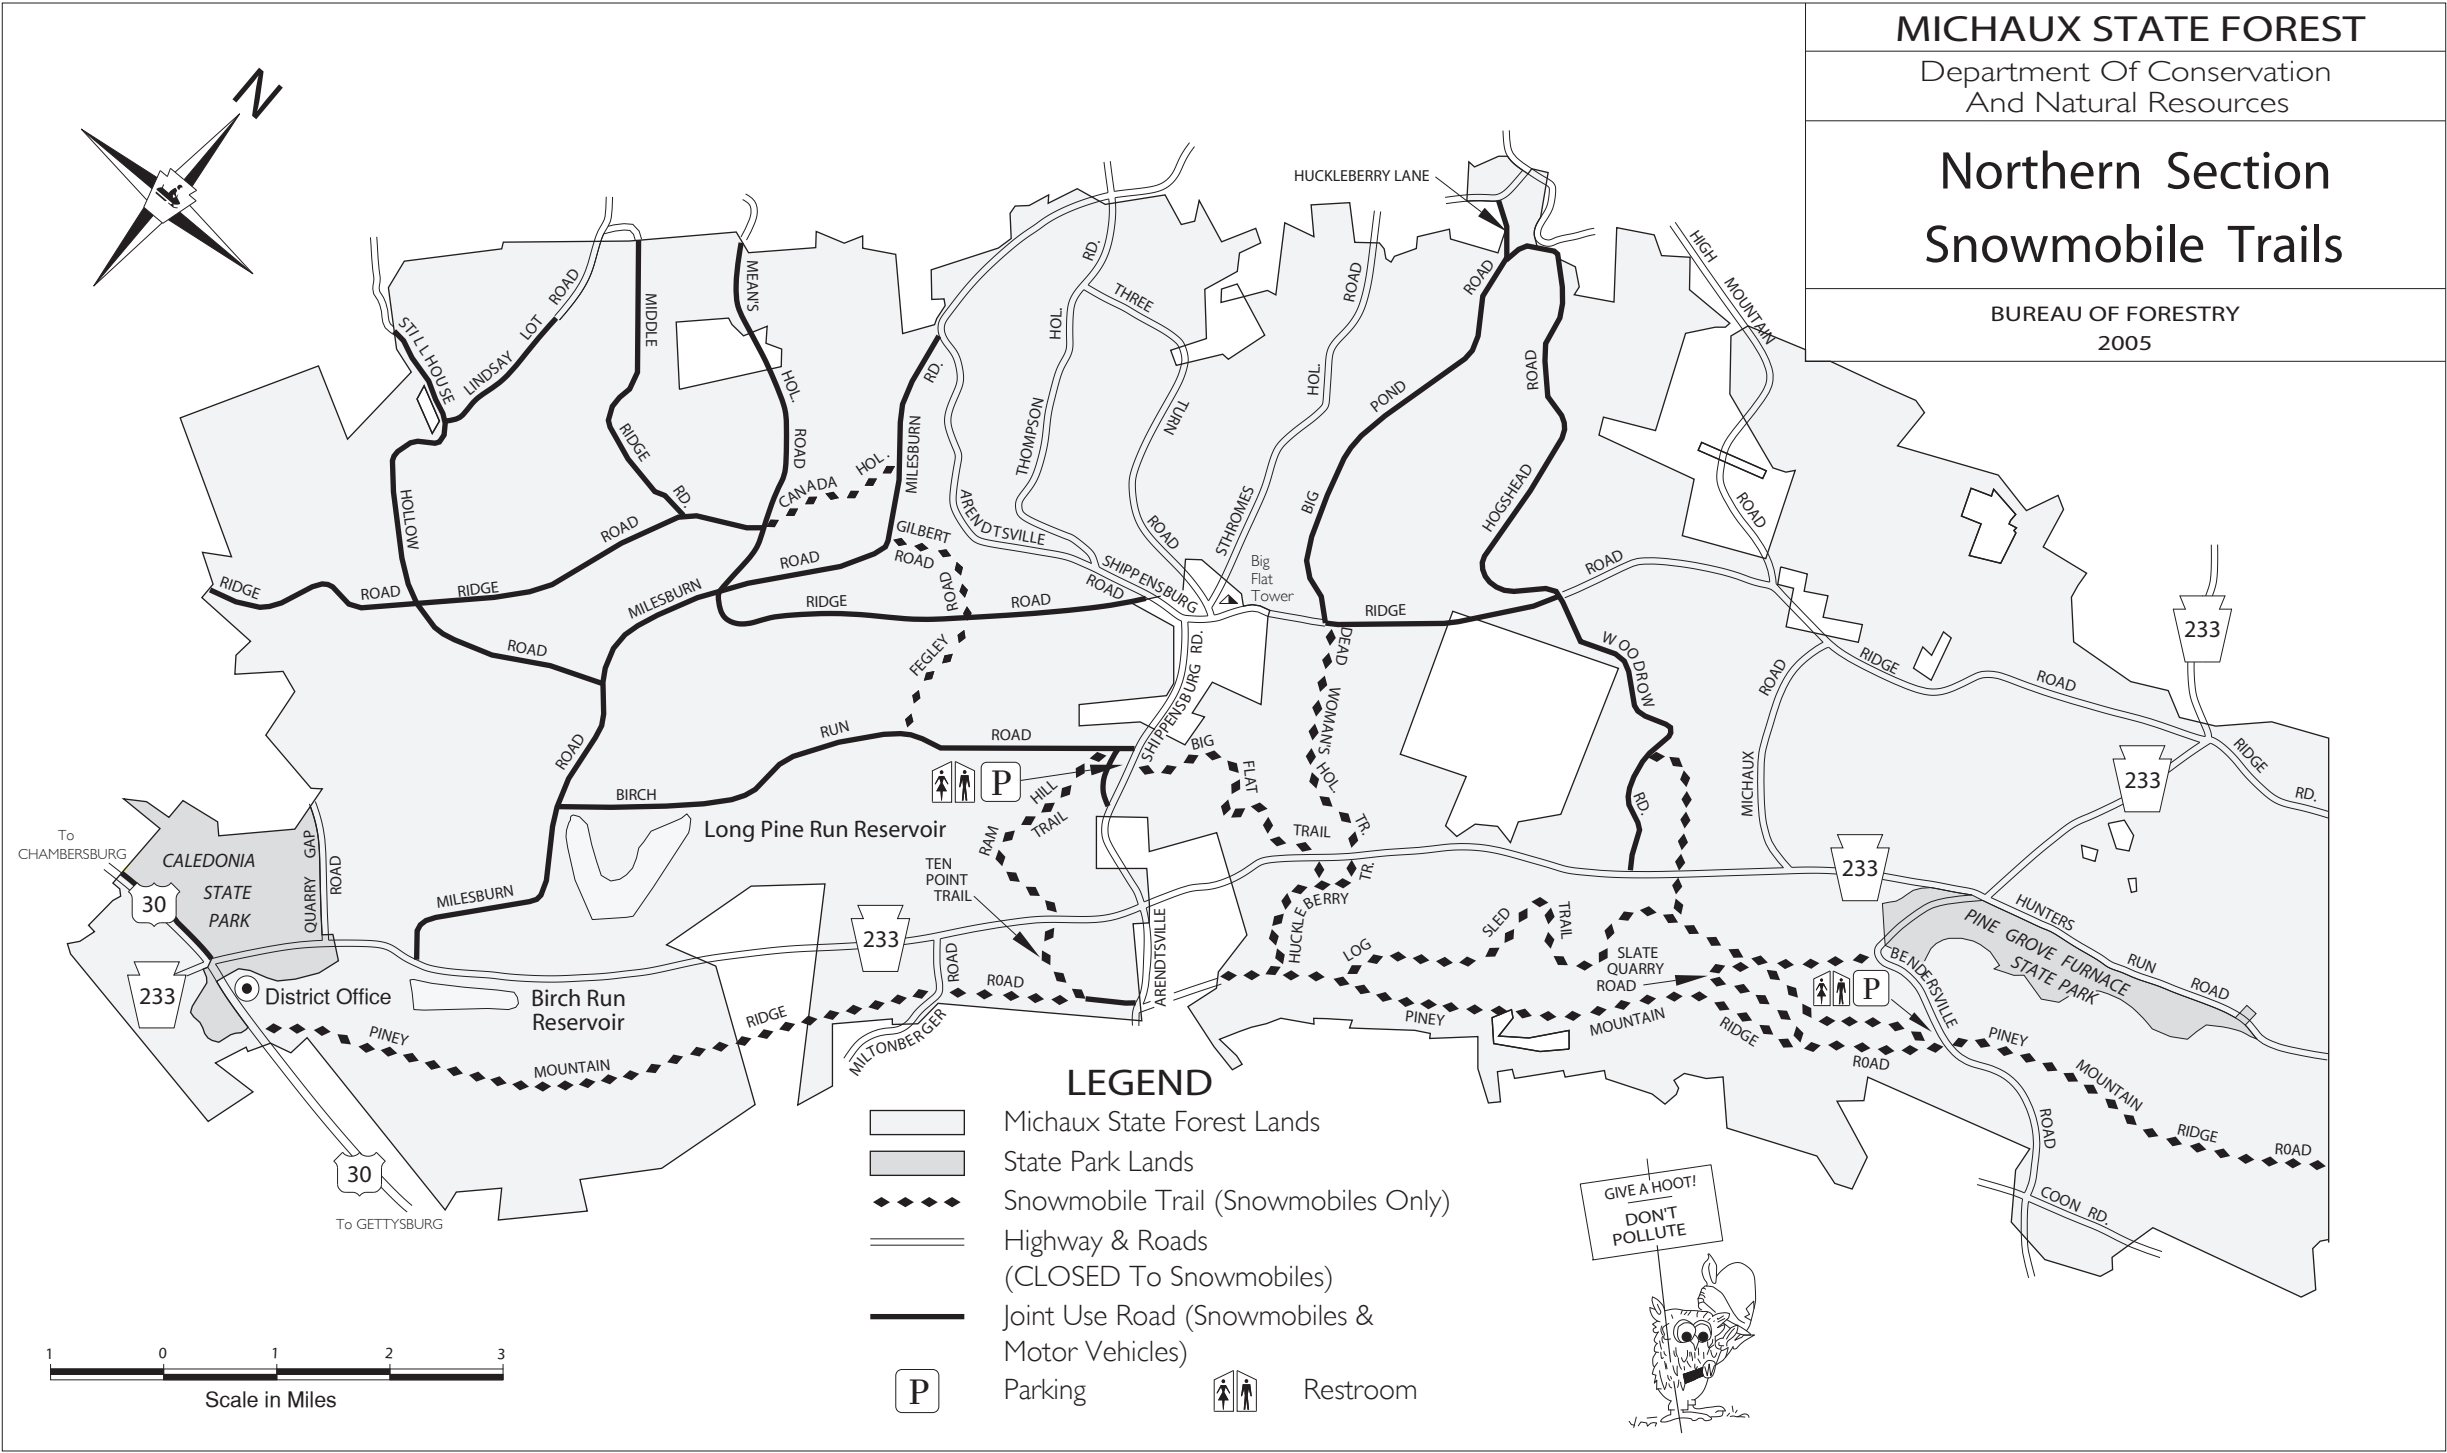 MICHAUX STATE FOREST
Department Of Conservation
And Natural Resources
Northern Section
Snowmobile Trails
BUREAU OF FORESTRY
2005
N
HUCKLEBERRY LANE
HIGH
MOUNTAIN
ROAD
STILLHOUSE
HOLLOW
ROAD
LINDSAY LOT ROAD
MIDDLE
RIDGE
RD.
MEAN'S
HOL.
ROAD
CANADA HOL.
MILESBURN
RD.
GILBERT
ROAD
ARENDTSVILLE
SHIPPENSBURG
ROAD
THOMPSON
HOL.
RD.
THREE
TURN
ROAD
STHROMES
HOL.
ROAD
Big
Flat
Tower
BIG
POND
ROAD
HOGSHEAD
ROAD
RIDGE
ROAD
RIDGE
ROAD
MILESBURN
ROAD
RIDGE
ROAD
FEGLEY
ROAD
RIDGE
ROAD
DEAD
WOMAN'S
HOL.
TR.
WOODROW
RD.
MICHAUX
ROAD
RIDGE
ROAD
RIDGE
RD.
233
233
233
SHIPPENSBURG RD.
BIRCH
RUN
ROAD
ROAD
P
BIG
FLAT
TRAIL
RAM
HILL
TRAIL
TEN
POINT
TRAIL
Long Pine Run Reservoir
To
CHAMBERSBURG
30
CALEDONIA
STATE
PARK
QUARRY GAP
ROAD
MILESBURN
233
233
District Office
Birch Run
Reservoir
PINEY
MOUNTAIN
RIDGE
ROAD
MILTONBERGER
ROAD
ARENDTSVILLE
HUCKLE
BERRY
TR.
LOG
SLED
TRAIL
SLATE
QUARRY
ROAD
PINEY
MOUNTAIN
RIDGE
ROAD
P
BENDERSVILLE
ROAD
PINE GROVE FURNACE
STATE PARK
HUNTERS
RUN
ROAD
PINEY
MOUNTAIN
RIDGE
ROAD
COON RD.
30
To GETTYSBURG
LEGEND
Michaux State Forest Lands
State Park Lands
Snowmobile Trail (Snowmobiles Only)
Highway & Roads
(CLOSED To Snowmobiles)
Joint Use Road (Snowmobiles &
Motor Vehicles)
P
Parking
Restroom
GIVE A HOOT!
DON'T
POLLUTE
W
1 0 1 2 3
Scale in Miles